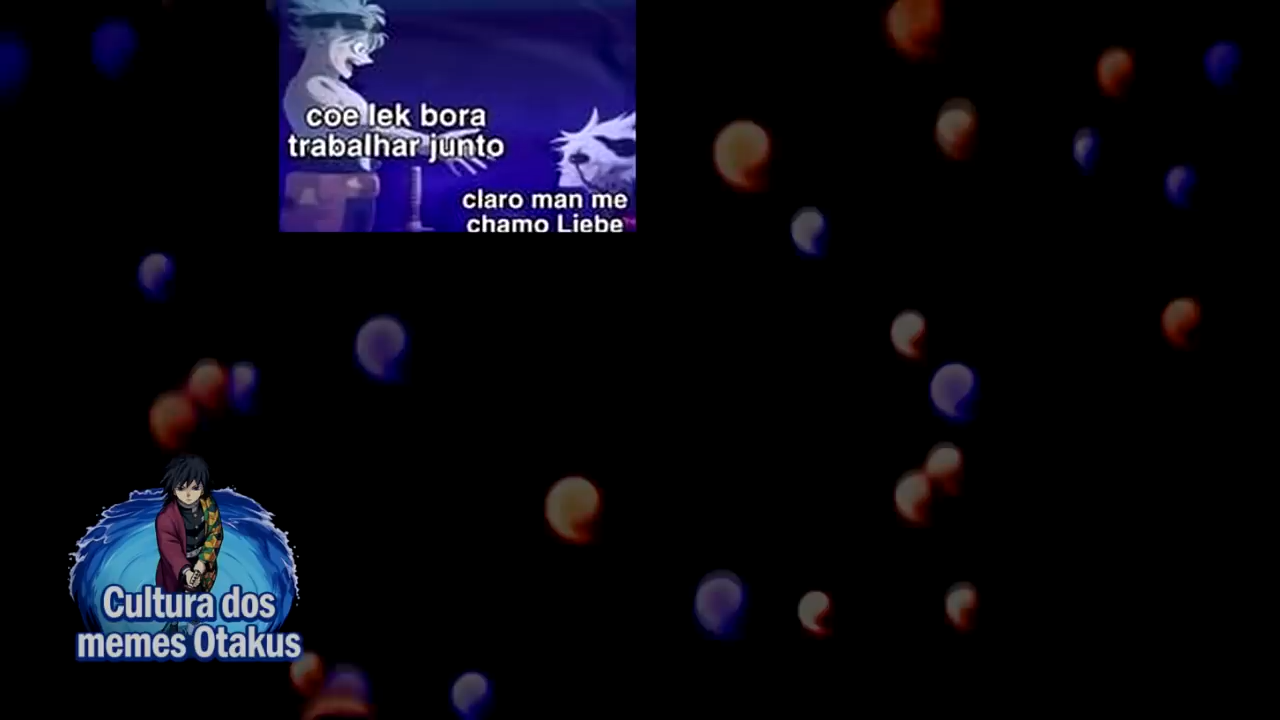 coe lek bora
trabalhar junto
claro man me
chamo Liebe
Cultura dos
memes Otakus